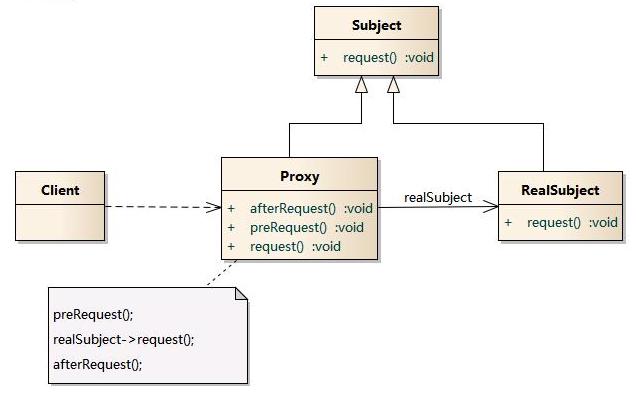 Subject
+ request() :void
Client
Proxy
+ afterRequest() :void
+ preRequest() :void
+ request() :void
realSubject
RealSubject
+ request() :void
preRequest();
realSubject->request();
afterRequest();